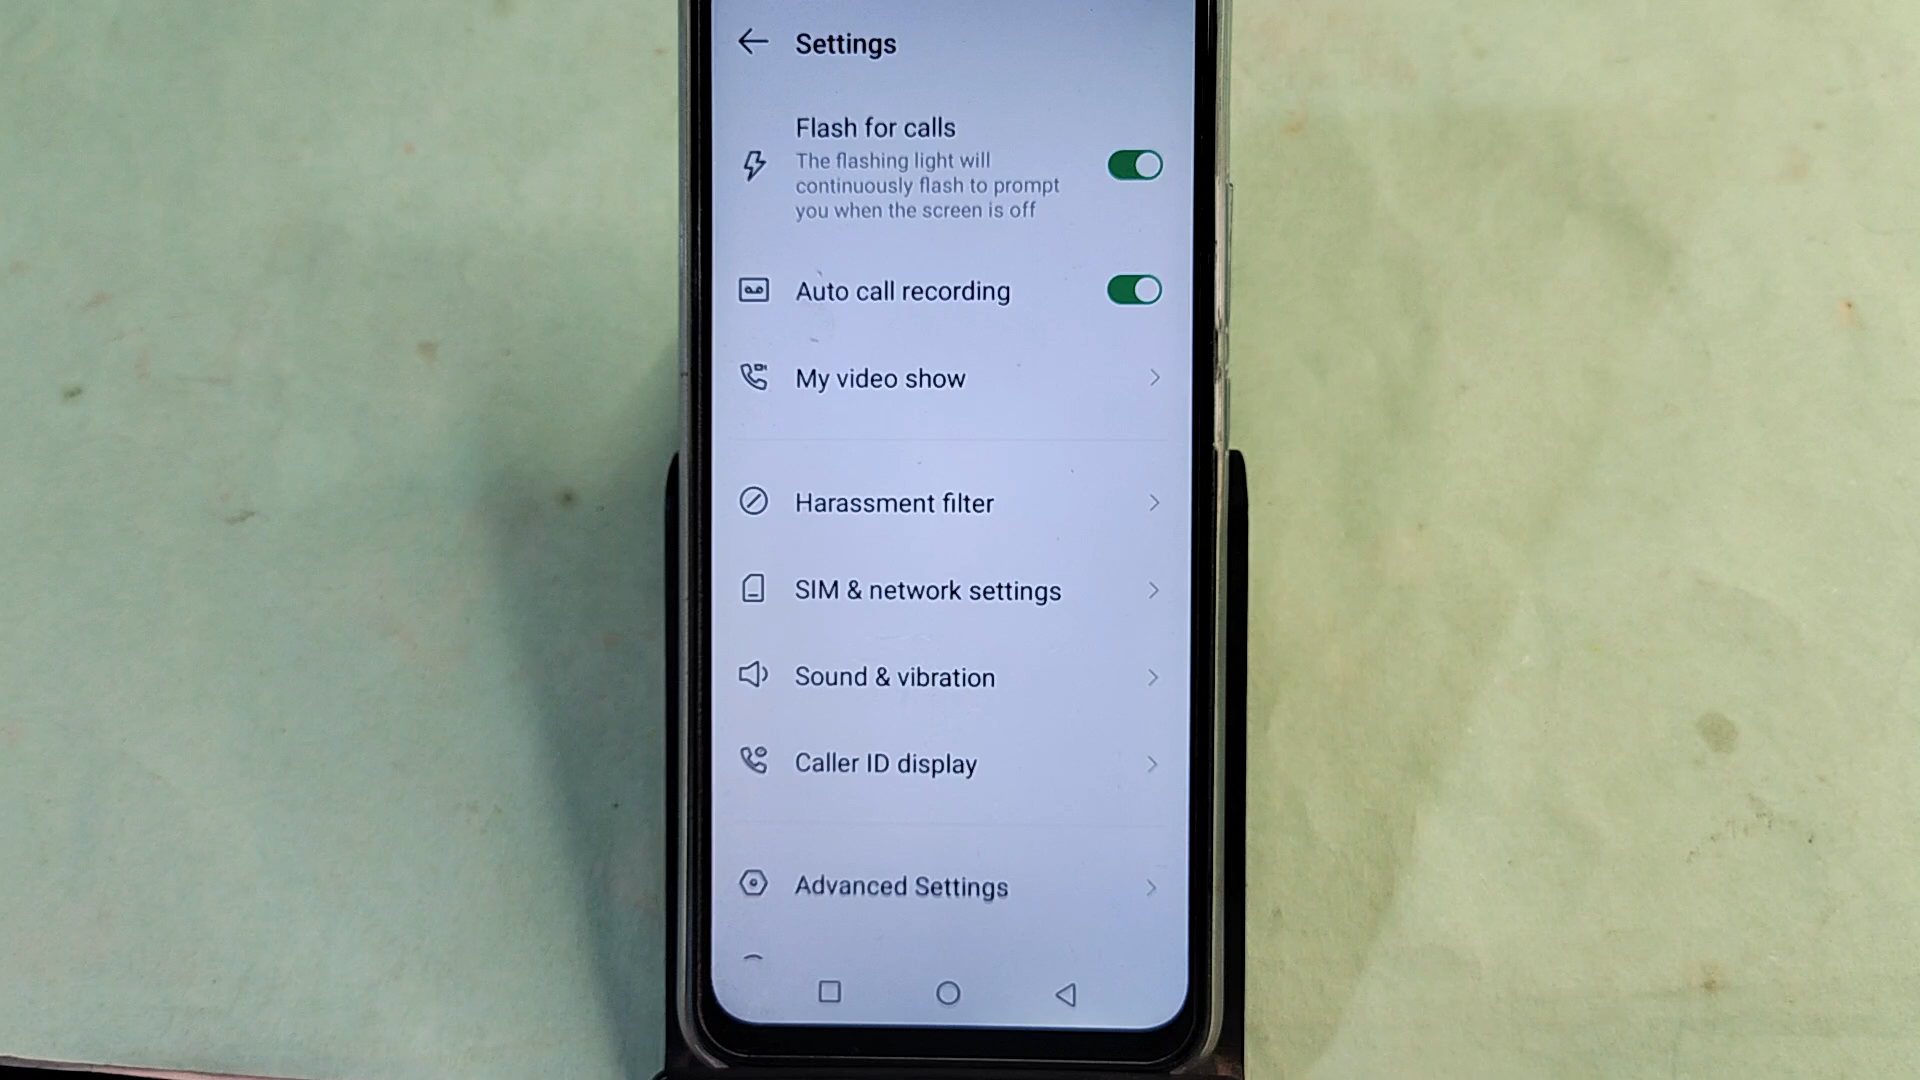 Settings
Flash for calls
The flashing light will
continuously flash to prompt
you when the screen is off
Auto call recording
My video show
Harassment filter
SIM & network settings
Sound & vibration
Caller ID display
Advanced Settings